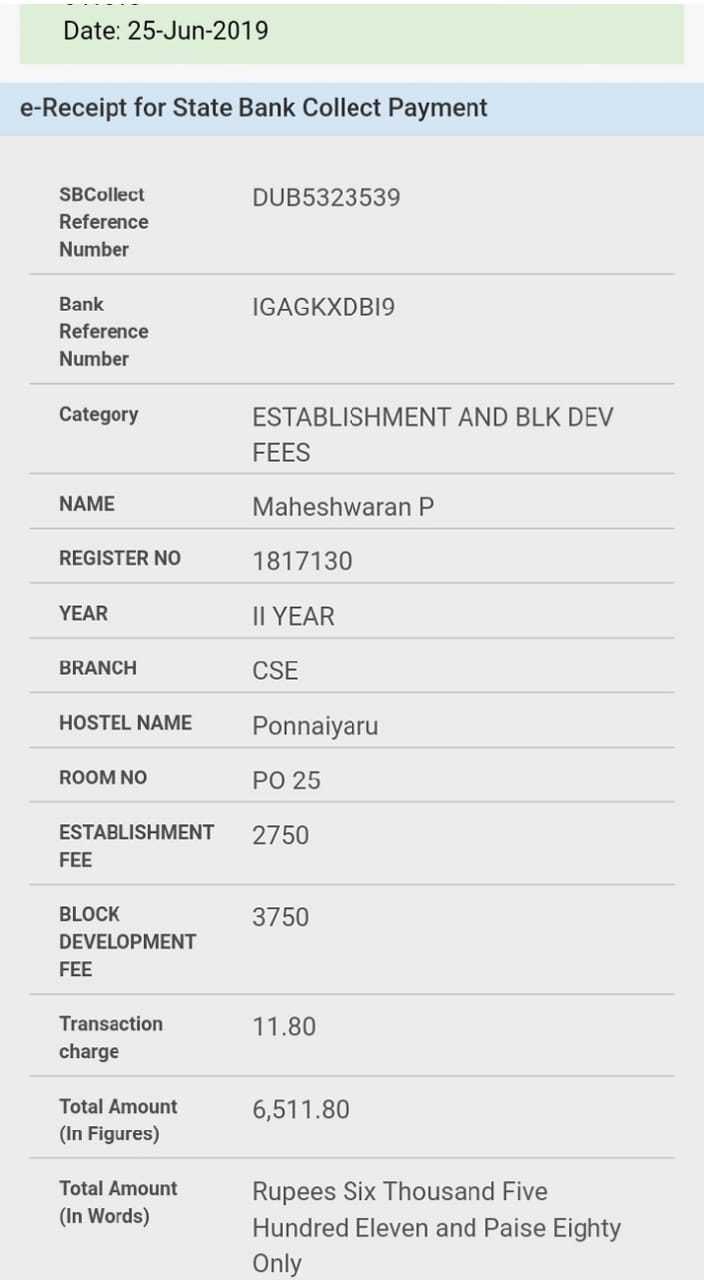 Date: 25-Jun-2019
e-Receipt for State Bank Collect Payment
SBCollect
Reference
Number
DUB5323539
Bank
Reference
Number
IGAGKXDBI9
Category
ESTABLISHMENT AND BLK DEV
FEES
NAME
Maheshwaran P
REGISTER NO
1817130
YEAR
II YEAR
BRANCH
CSE
HOSTEL NAME
Ponnaiyaru
ROOM NO
PO 25
ESTABLISHMENT
FEE
2750
BLOCK
DEVELOPMENT
FEE
3750
Transaction
charge
11.80
Total Amount
(In Figures)
6,511.80
Total Amount
(In Words)
Rupees Six Thousand Five
Hundred Eleven and Paise Eighty
Only